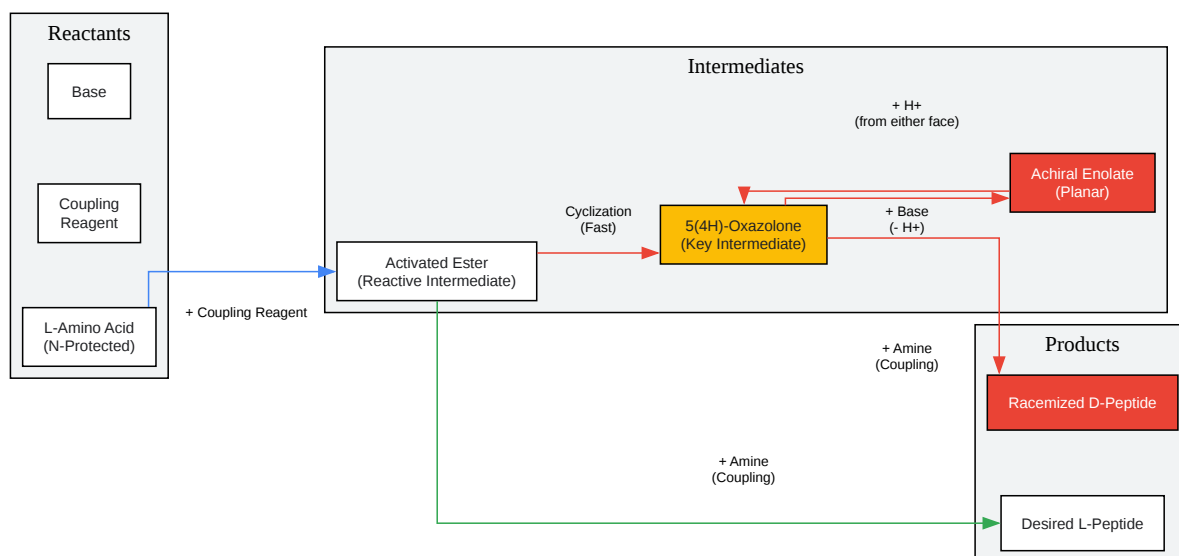 Reactants
Base
Coupling
Reagent
L-Amino Acid
(N-Protected)
+ Coupling Reagent
Intermediates
+ H+
(from either face)
Achiral Enolate
(Planar)
Cyclization
(Fast)
5(4H)-Oxazolone
(Key Intermediate)
+ Base
(- H+)
Activated Ester
(Reactive Intermediate)
+ Amine
(Coupling)
Products
Racemized D-Peptide
+ Amine
(Coupling)
Desired L-Peptide